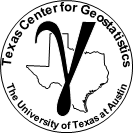 Texas Center for Geostatistics
γ
The University of Texas at Austin